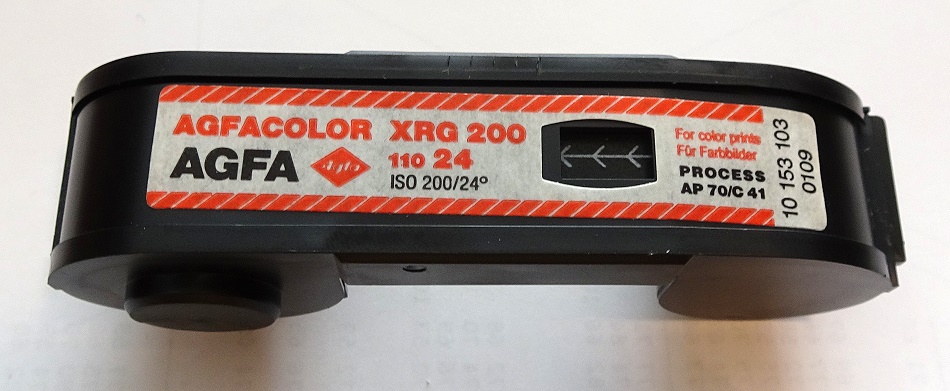 AGFACOLOR XRG 200
AGFA
Agfa
110 24
ISO 200/24°
For color prints
Für Farbbilder
PROCESS
AP 70/C 41
10 153 103
0109